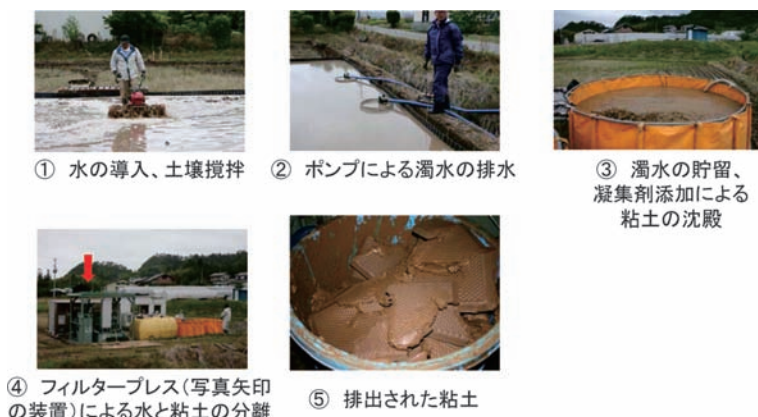 ① 水の導入、土壌撹拌
② ポンプによる濁水の排水
③ 濁水の貯留、
凝集剤添加による
粘土の沈殿
④ フィルタープレス(写真矢印
の装置)による水と粘土の分離
⑤ 排出された粘土